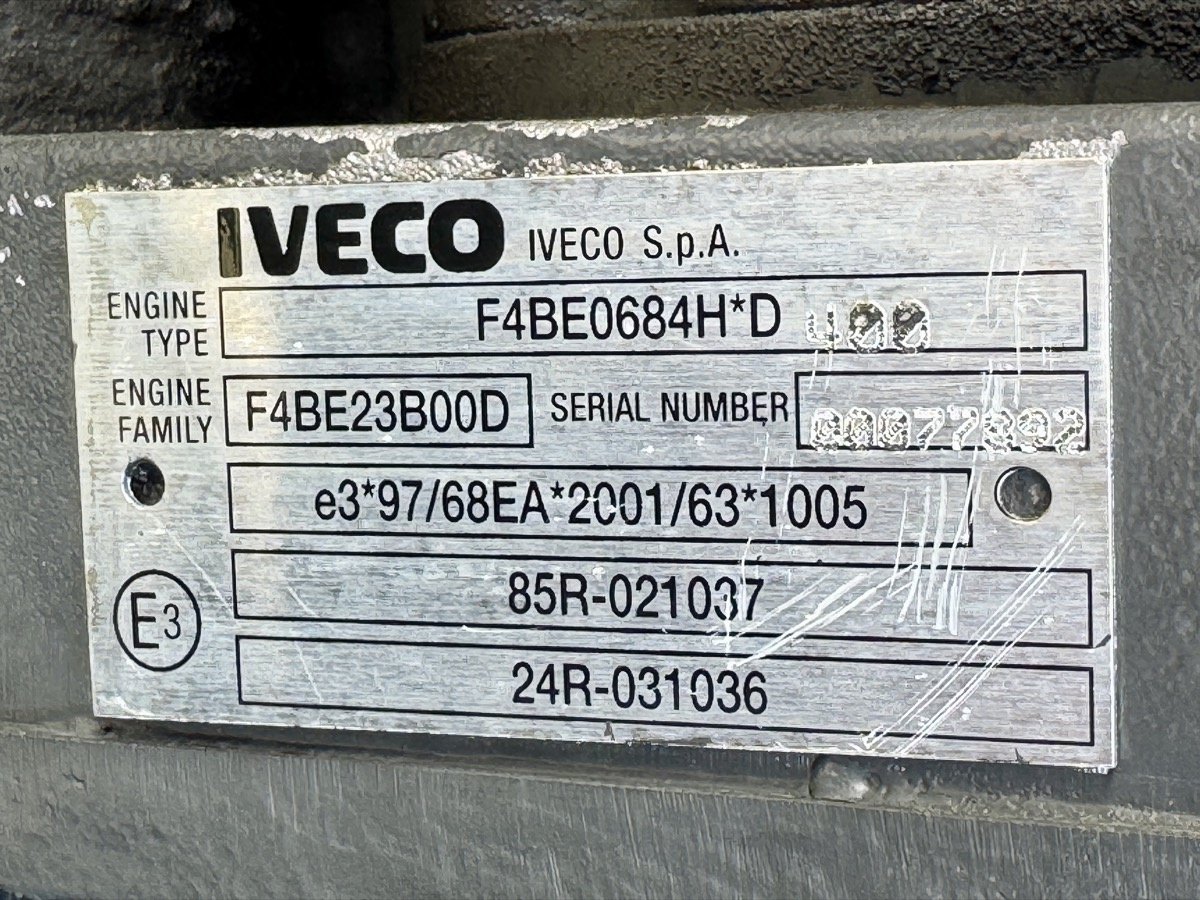 IVECO IVECO S.p.A.
ENGINE TYPE F4BE0684H*D 400
ENGINE FAMILY F4BE23B00D SERIAL NUMBER
e3*97/68EA*2001/63*1005
85R-021037
E3
24R-031036